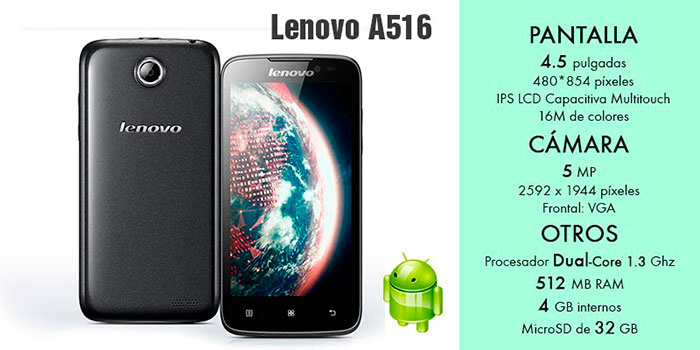 Lenovo A516
lenovo
lenovo
PANTALLA
4.5 pulgadas
480*854 píxeles
IPS LCD Capacitiva Multitouch
16M de colores
CÁMARA
5 MP
2592 x 1944 píxeles
Frontal: VGA
OTROS
Procesador Dual-Core 1.3 Ghz
512 MB RAM
4 GB internos
MicroSD de 32 GB